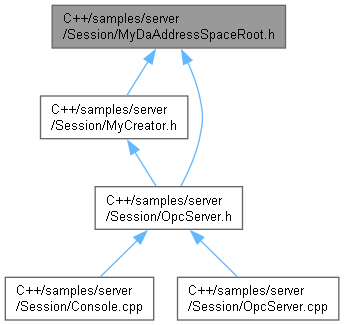 C++/samples/server
/Session/MyDaAddressSpaceRoot.h
C++/samples/server
/Session/MyCreator.h
C++/samples/server
/Session/OpcServer.h
C++/samples/server
/Session/Console.cpp
C++/samples/server
/Session/OpcServer.cpp